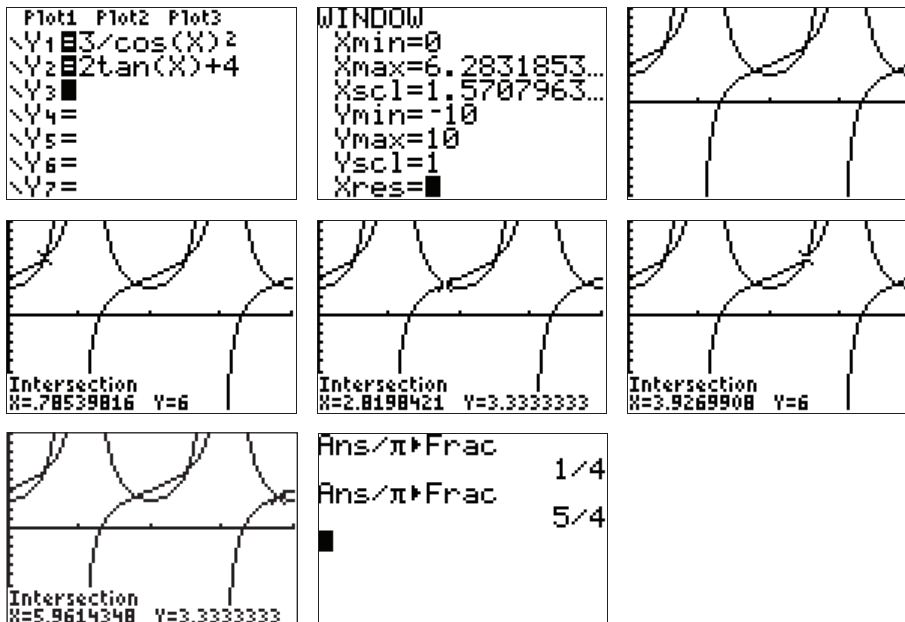 Plot1 Plot2 Plot3
\Y1=3/cos(X)²
\Y2=2tan(X)+4
\Y3=
\Y4=
\Y5=
\Y6=
\Y7=
WINDOW
Xmin=0
Xmax=6.2831853…
Xscl=1.5707963…
Ymin=-10
Ymax=10
Yscl=1
Xres=
Intersection
X=.78539816 Y=6
Intersection
X=2.8198421 Y=3.3333333
Intersection
X=3.9269908 Y=6
Intersection
X=5.9614348 Y=3.3333333
Ans/π▶Frac
1/4
Ans/π▶Frac
5/4